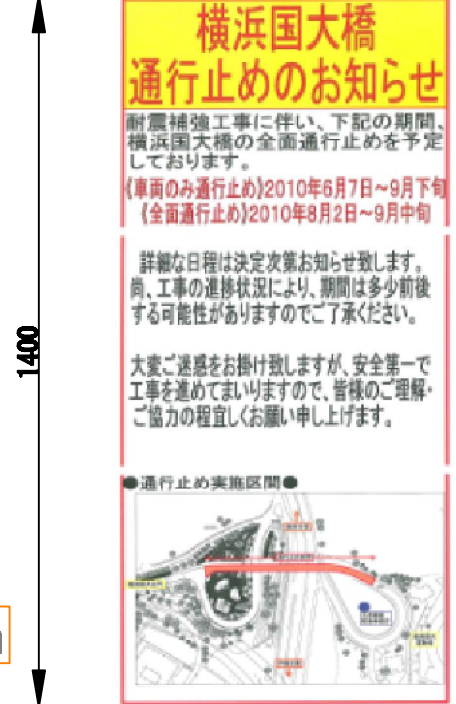 横浜国大橋
通行止めのお知らせ
耐震補強工事に伴い、下記の期間、
横浜国大橋の全面通行止めを予定
しております。
《車両のみ通行止め》2010年6月7日～9月下旬
《全面通行止め》2010年8月2日～9月中旬
詳細な日程は決定次第お知らせ致します。
尚、工事の進捗状況により、期間は多少前後
する可能性がありますのでご了承ください。
大変ご迷惑をお掛け致しますが、安全第一で
工事を進めてまいりますので、皆様のご理解・
ご協力の程宜しくお願い申し上げます。
1400
●通行止め実施区間●